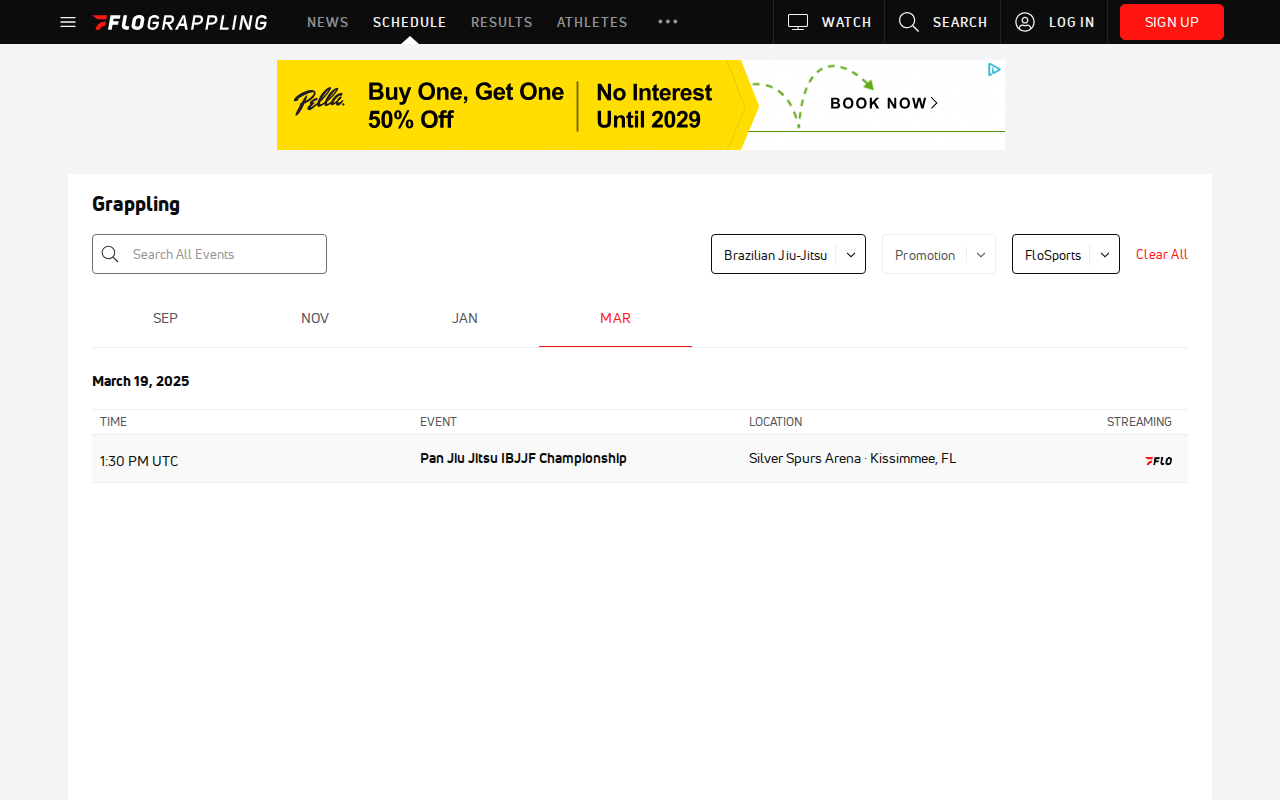 FLOGRAPPLING NEWS SCHEDULE RESULTS ATHLETES WATCH SEARCH LOG IN SIGN UP
Pella
Buy One, Get One
50% Off
No Interest
Until 2029
BOOK NOW
Grappling
Search All Events
Brazilian Jiu-Jitsu
Promotion
FloSports
Clear All
SEP NOV JAN MAR
March 19, 2025
TIME EVENT LOCATION STREAMING
1:30 PM UTC Pan Jiu Jitsu IBJJF Championship Silver Spurs Arena · Kissimmee, FL FLO